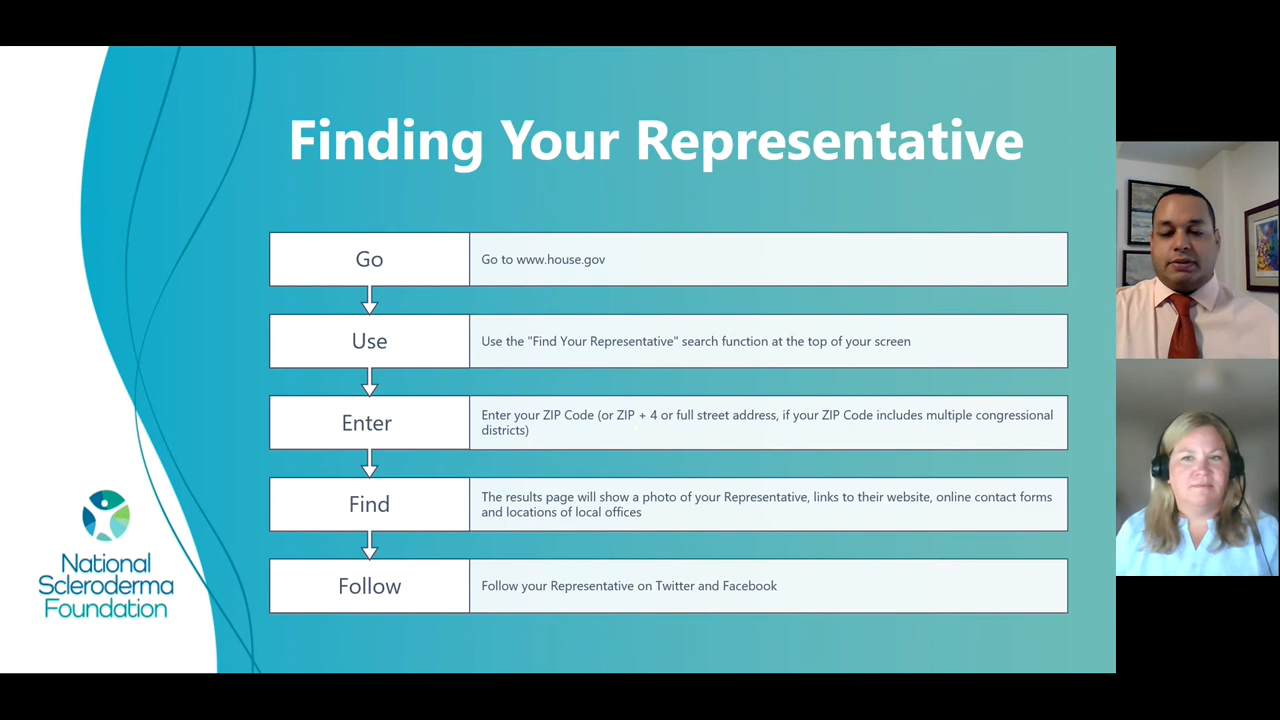 Finding Your Representative
Go
Go to www.house.gov
Use
Use the "Find Your Representative" search function at the top of your screen
Enter
Enter your ZIP Code (or ZIP + 4 or full street address, if your ZIP Code includes multiple congressional
districts)
Find
The results page will show a photo of your Representative, links to their website, online contact forms
and locations of local offices
Follow
Follow your Representative on Twitter and Facebook
National
Scleroderma
Foundation